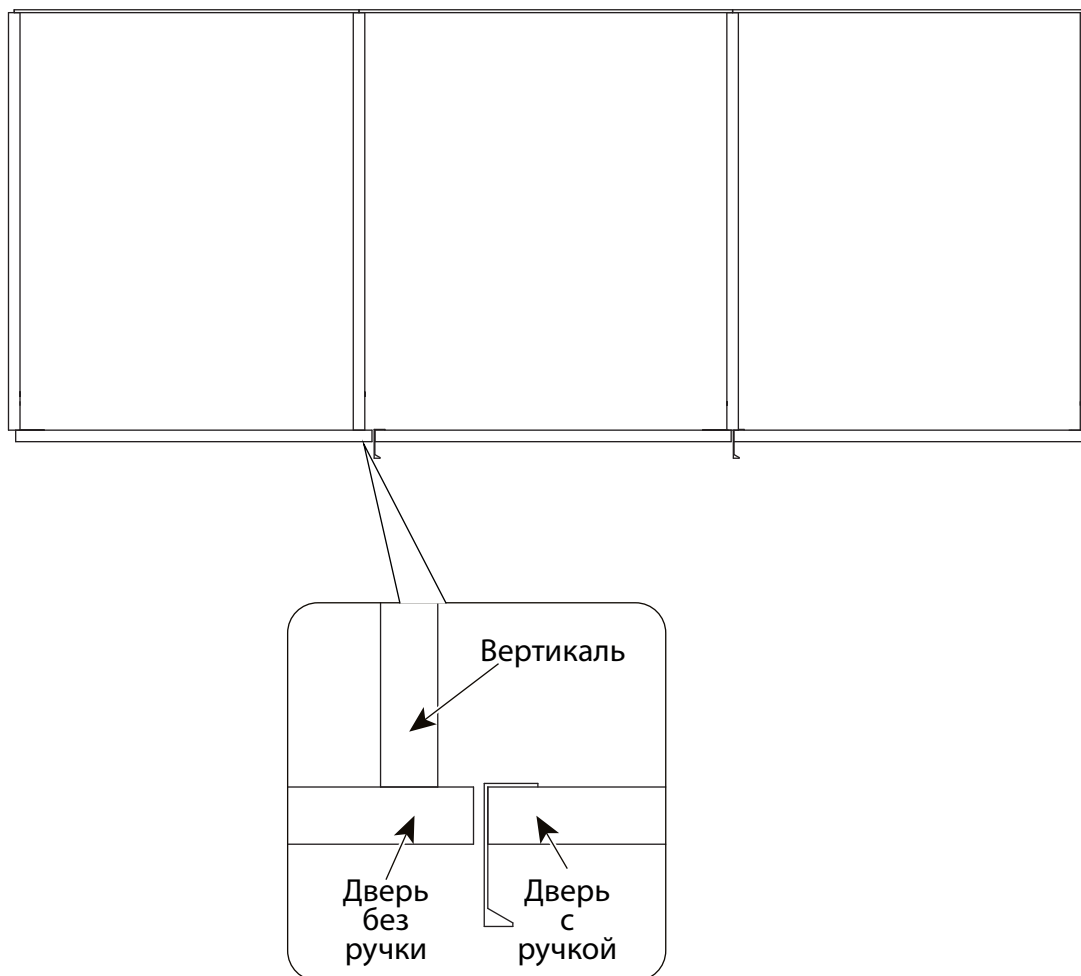 Вертикаль
Дверь
без
ручки
Дверь
с
ручкой